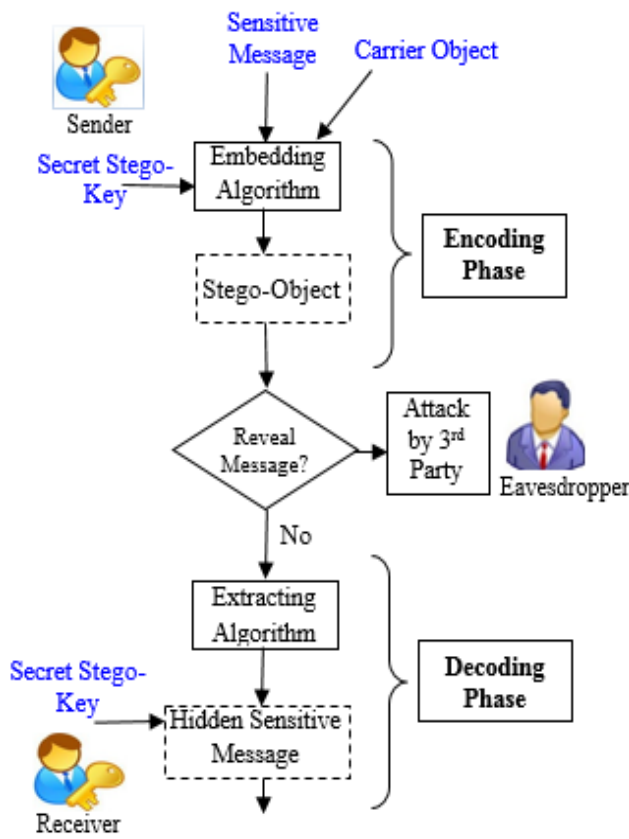 Sensitive
Message
Carrier Object
Sender
Secret Stego-
Key
Embedding
Algorithm
Encoding
Phase
Stego-Object
Reveal
Message?
Attack
by 3rd
Party
Eavesdropper
No
Extracting
Algorithm
Decoding
Phase
Secret Stego-
Key
Hidden Sensitive
Message
Receiver